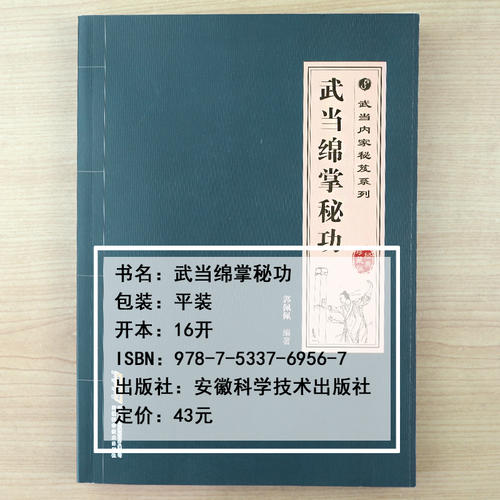 武当内家秘笈系列
武当绵掌秘功
郭佩佩 编著
书名：武当绵掌秘功
包装：平装
开本：16开
ISBN：978-7-5337-6956-7
出版社：安徽科学技术出版社
定价：43元